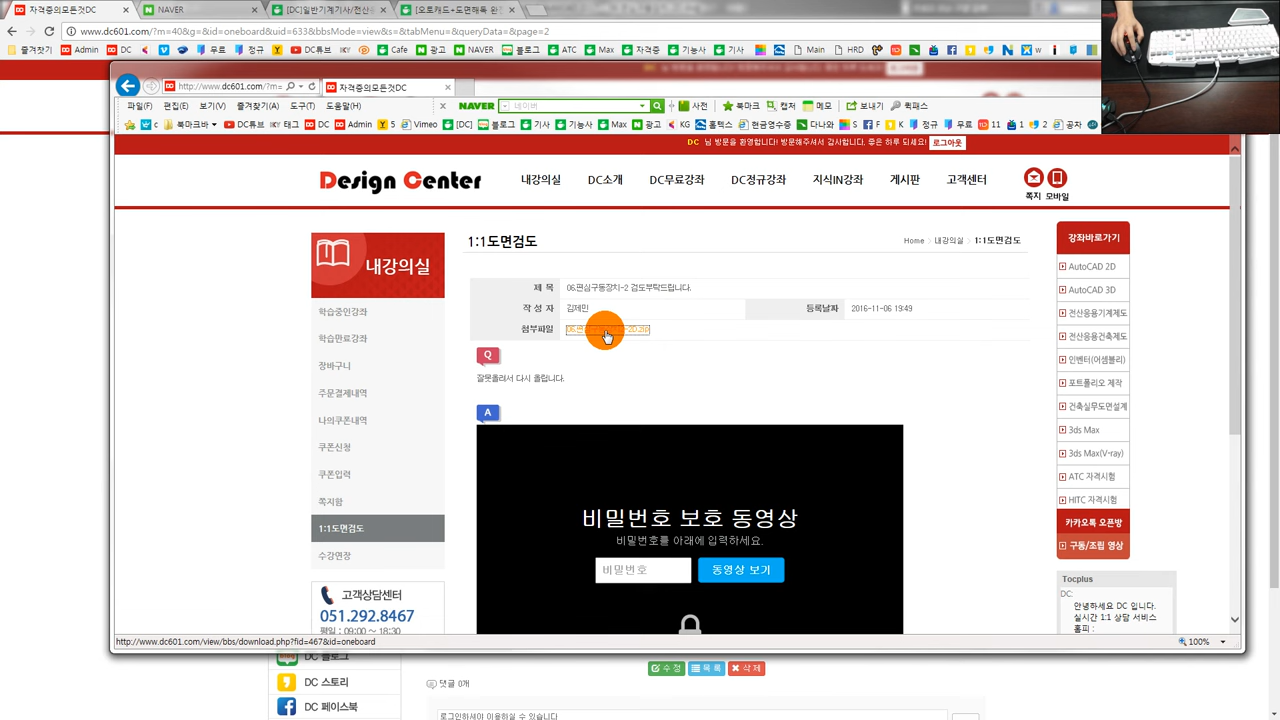 자격증의모든것DC
NAVER
[DC]일반기계기사/전산
[오토캐드도면해독 완
www.dc601.com/?m=40&g=&id=oneboard&uid=633&bbsMode=view&s=&tabMenu=&queryData=&page=2
즐겨찾기 Admin DC 무료 정규 DC튜브 Cafe 광고 NAVER ATC Max 자격증 기능사 기사 Main HRD
http://www.dc601.com/?m=
자격증의모든것DC
파일(F) 편집(E) 보기(V) 즐겨찾기(A) 도구(T) 도움말(H)
NAVER 네이버 사전 북마크 캡처 메모 보내기 퀵패스
북마크바 DC튜브 태그 DC Admin 5 Vimeo [DC] 블로그 기사 기능사 Max 광고 KG 홈텍스 현금영수증 다나와 S F K 정규 무료 11 1 2 공차
DC 님 방문을 환영합니다! 방문해주셔서 감사합니다. 좋은 하루 되세요! 로그아웃
Design Center
내강의실 DC소개 DC무료강좌 DC정규강좌 지식IN강좌 게시판 고객센터
쪽지 모바일
내강의실
학습중인강좌
학습만료강좌
장바구니
주문결제내역
나의쿠폰내역
쿠폰신청
쿠폰입력
쪽지함
1:1도면검도
수강연장
고객상담센터
051.292.8467
평일 : 09:00 ~ 18:30
1:1도면검도
Home > 내강의실 > 1:1도면검도
제 목 06.편심구동장치-2 검도부탁드립니다.
작 성 자 김제민 등록날짜 2016-11-06 19:49
첨부파일
Q
잘못올려서 다시 올립니다.
A
비밀번호 보호 동영상
비밀번호를 아래에 입력하세요.
비밀번호 동영상 보기
강좌바로가기
AutoCAD 2D
AutoCAD 3D
전산응용기계제도
전산응용건축제도
인벤터(어셈블리)
포트폴리오 제작
건축실무도면설계
3ds Max
3ds Max(V-ray)
ATC 자격시험
HITC 자격시험
카카오톡 오픈방
구동/조립 영상
Tocplus
DC:
안녕하세요 DC 입니다.
실시간 1:1 상담 서비스
홈피 :
http://www.dc601.com/view/bbs/download.php?fid=467&id=oneboard
100%
DC 블로그
DC 스토리
DC 페이스북
수정 목록 삭제
댓글 0개
로그인하셔야 이용하실 수 있습니다